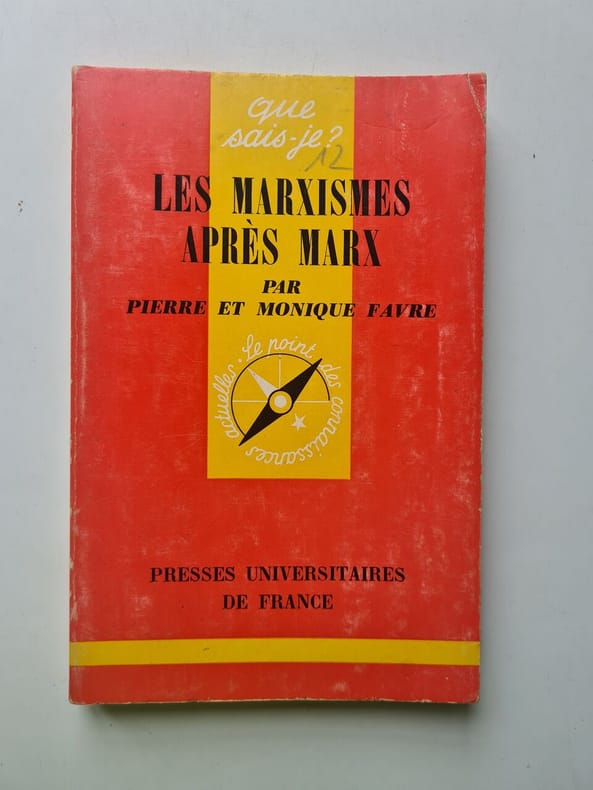 que
sais-je?
12
LES MARXISMES
APRÈS MARX
PAR
PIERRE ET MONIQUE FAVRE
Le point des connaissances actuelles.
PRESSES UNIVERSITAIRES
DE FRANCE